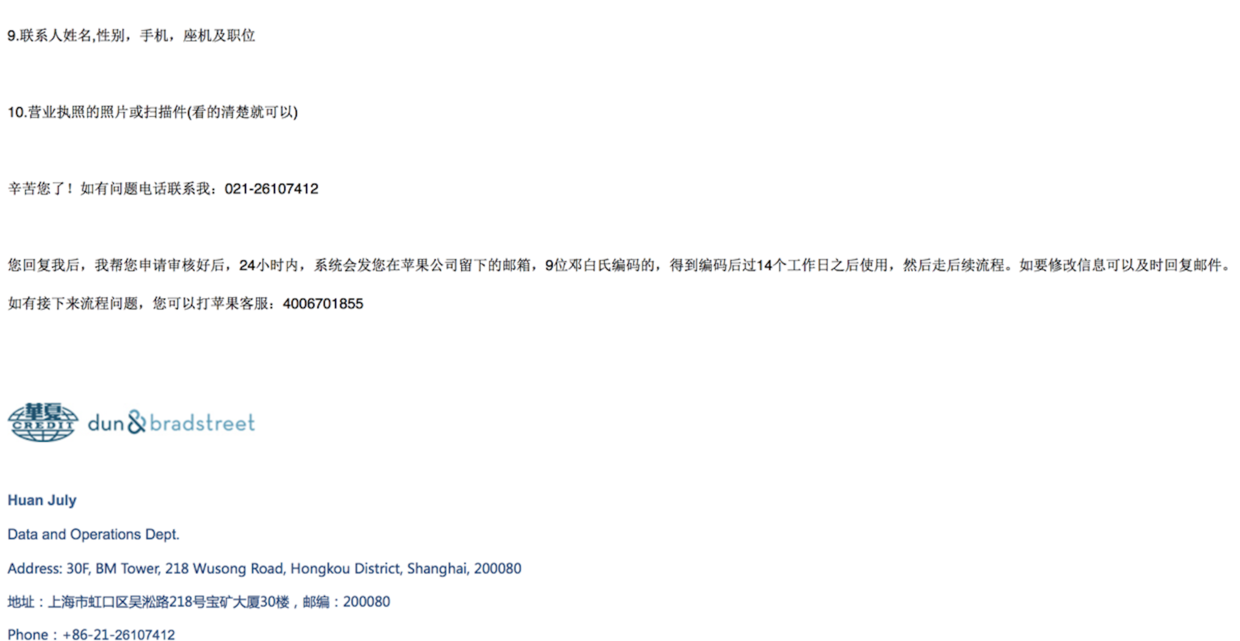 9.联系人姓名,性别，手机，座机及职位
10.营业执照的照片或扫描件(看的清楚就可以)
辛苦您了！如有问题电话联系我：021-26107412
您回复我后，我帮您申请审核好后，24小时内，系统会发您在苹果公司留下的邮箱，9位邓白氏编码的，得到编码后过14个工作日之后使用，然后走后续流程。如要修改信息可以及时回复邮件。
如有接下来流程问题，您可以打苹果客服：4006701855
華夏
CREDIT
dun&bradstreet
Huan July
Data and Operations Dept.
Address: 30F, BM Tower, 218 Wusong Road, Hongkou District, Shanghai, 200080
地址：上海市虹口区吴淞路218号宝矿大厦30楼，邮编：200080
Phone：+86-21-26107412